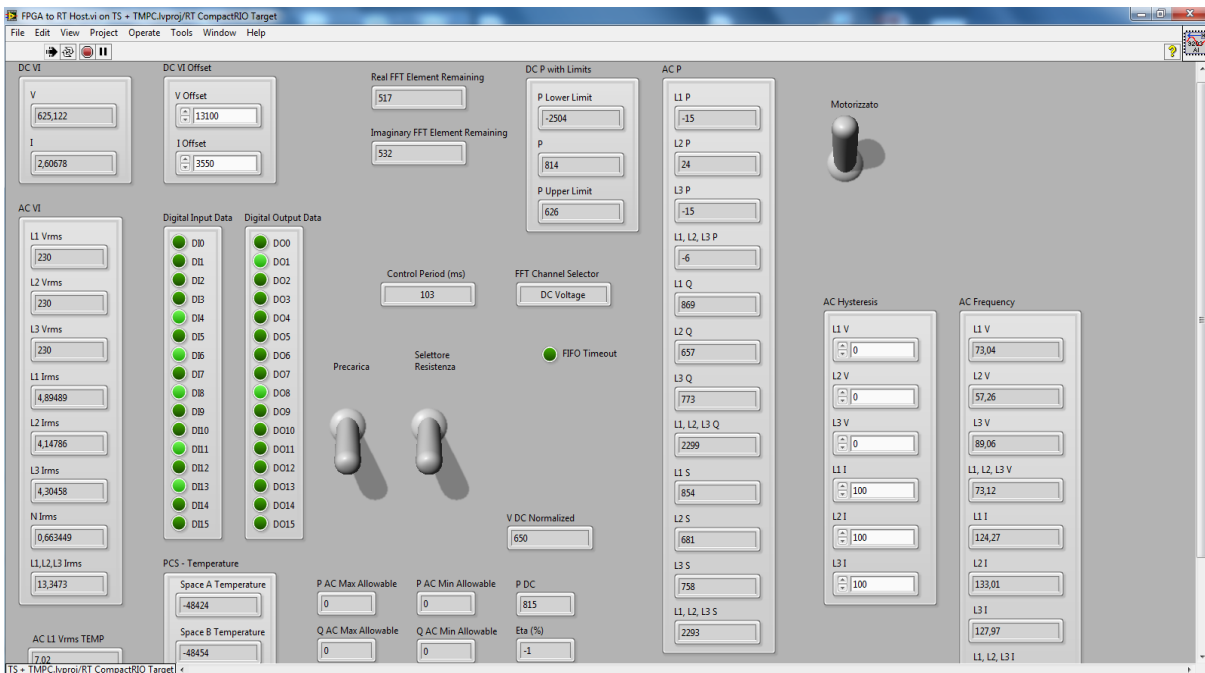 FPGA to RT Host.vi on TS + TMPC.lvproj/RT CompactRIO Target
File Edit View Project Operate Tools Window Help
DC VI
V
625,122
I
2,60678
DC VI Offset
V Offset
13100
I Offset
3550
Real FFT Element Remaining
517
Imaginary FFT Element Remaining
532
DC P with Limits
P Lower Limit
-2504
P
814
P Upper Limit
626
AC P
L1 P
-15
L2 P
24
L3 P
-15
L1, L2, L3 P
-6
L1 Q
869
L2 Q
657
L3 Q
773
L1, L2, L3 Q
2299
L1 S
854
L2 S
681
L3 S
758
L1, L2, L3 S
2293
Motorizzato
AC VI
L1 Vrms
230
L2 Vrms
230
L3 Vrms
230
L1 Irms
4,89489
L2 Irms
4,14786
L3 Irms
4,30458
N Irms
0,663449
L1,L2,L3 Irms
13,3473
Digital Input Data
DI0
DI1
DI2
DI3
DI4
DI5
DI6
DI7
DI8
DI9
DI10
DI11
DI12
DI13
DI14
DI15
Digital Output Data
DO0
DO1
DO2
DO3
DO4
DO5
DO6
DO7
DO8
DO9
DO10
DO11
DO12
DO13
DO14
DO15
Control Period (ms)
103
FFT Channel Selector
DC Voltage
FIFO Timeout
Precarica
Selettore
Resistenza
V DC Normalized
650
AC Hysteresis
L1 V
0
L2 V
0
L3 V
0
L1 I
100
L2 I
100
L3 I
100
AC Frequency
L1 V
73,04
L2 V
57,26
L3 V
89,06
L1, L2, L3 V
73,12
L1 I
124,27
L2 I
133,01
L3 I
127,97
L1, L2, L3 I
PCS - Temperature
Space A Temperature
-48424
Space B Temperature
-48454
P AC Max Allowable
0
P AC Min Allowable
0
P DC
815
Q AC Max Allowable
0
Q AC Min Allowable
0
Eta (%)
-1
AC L1 Vrms TEMP
7,02
TS + TMPC.lvproj/RT CompactRIO Target